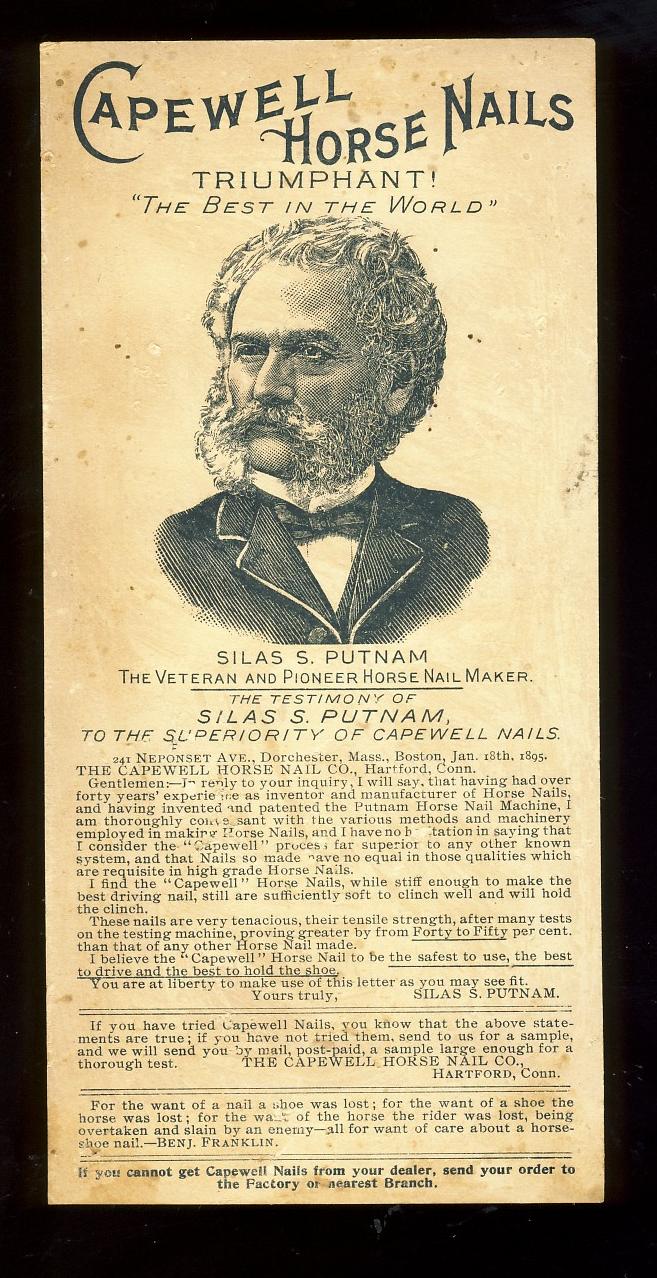 CAPEWELL
HORSE NAILS
TRIUMPHANT!
"THE BEST IN THE WORLD"
SILAS S. PUTNAM
THE VETERAN AND PIONEER HORSE NAIL MAKER.
THE TESTIMONY OF
SILAS S. PUTNAM,
TO THE SUPERIORITY OF CAPEWELL NAILS.
241 NEPONSET AVE., Dorchester, Mass., Boston, Jan. 18th, 1895.
THE CAPEWELL HORSE NAIL CO., Hartford, Conn.
Gentlemen:—In reply to your inquiry, I will say, that having had over
forty years' experience as inventor and manufacturer of Horse Nails,
and having invented and patented the Putnam Horse Nail Machine, I
am thoroughly conversant with the various methods and machinery
employed in making Horse Nails, and I have no hesitation in saying that
I consider the "Capewell" process far superior to any other known
system, and that Nails so made have no equal in those qualities which
are requisite in high grade Horse Nails.
I find the "Capewell" Horse Nails, while stiff enough to make the
best driving nail, still are sufficiently soft to clinch well and will hold
the clinch.
These nails are very tenacious, their tensile strength, after many tests
on the testing machine, proving greater by from Forty to Fifty per cent.
than that of any other Horse Nail made.
I believe the "Capewell" Horse Nail to be the safest to use, the best
to drive and the best to hold the shoe.
You are at liberty to make use of this letter as you may see fit.
Yours truly, SILAS S. PUTNAM.
If you have tried Capewell Nails, you know that the above state-
ments are true; if you have not tried them, send to us for a sample,
and we will send you by mail, post-paid, a sample large enough for a
thorough test. THE CAPEWELL HORSE NAIL CO.,
HARTFORD, Conn.
For the want of a nail a shoe was lost; for the want of a shoe the
horse was lost; for the want of the horse the rider was lost, being
overtaken and slain by an enemy—all for want of care about a horse-
shoe nail.—BENJ. FRANKLIN.
If you cannot get Capewell Nails from your dealer, send your order to
the Factory or nearest Branch.